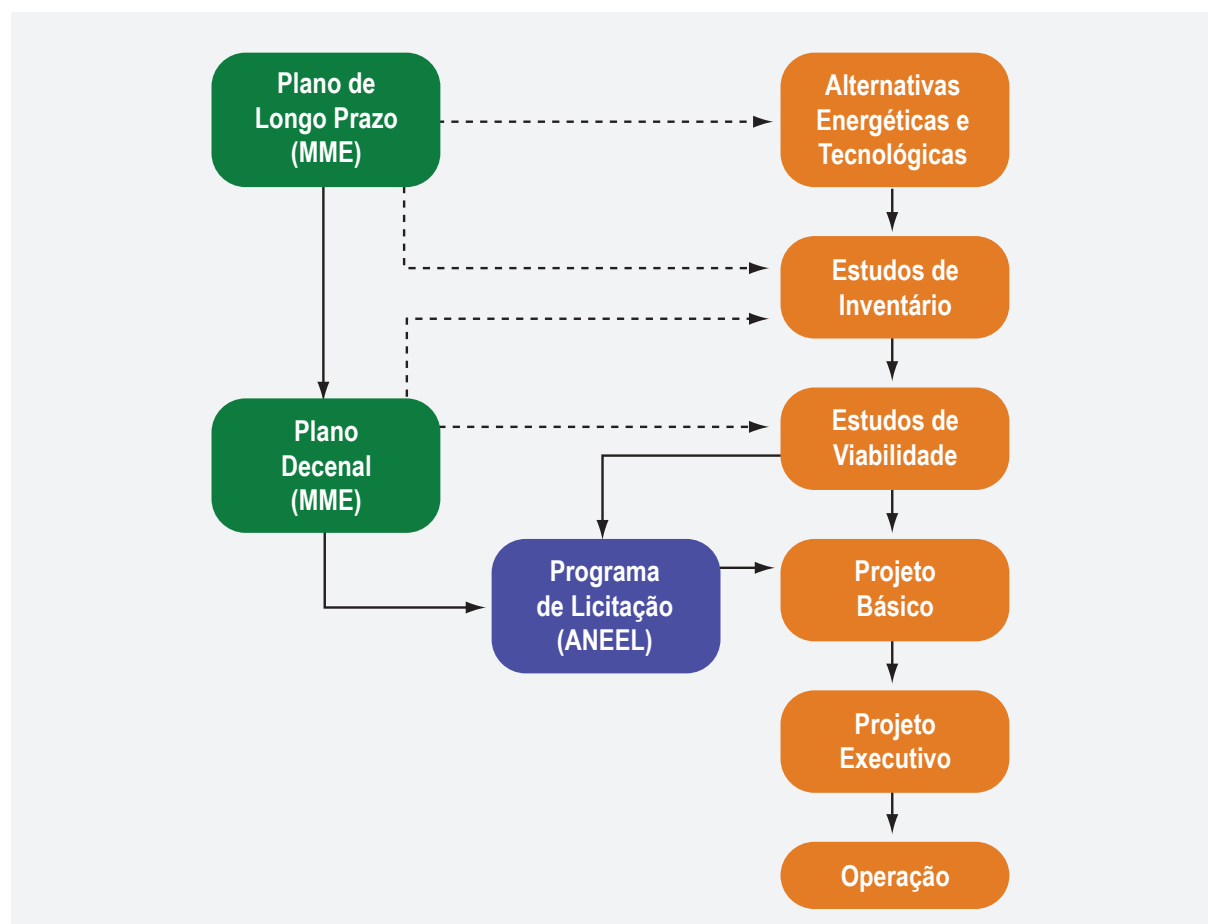 Plano de
Longo Prazo
(MME)
Alternativas
Energéticas e
Tecnológicas
Estudos de
Inventário
Plano
Decenal
(MME)
Estudos de
Viabilidade
Programa
de Licitação
(ANEEL)
Projeto
Básico
Projeto
Executivo
Operação